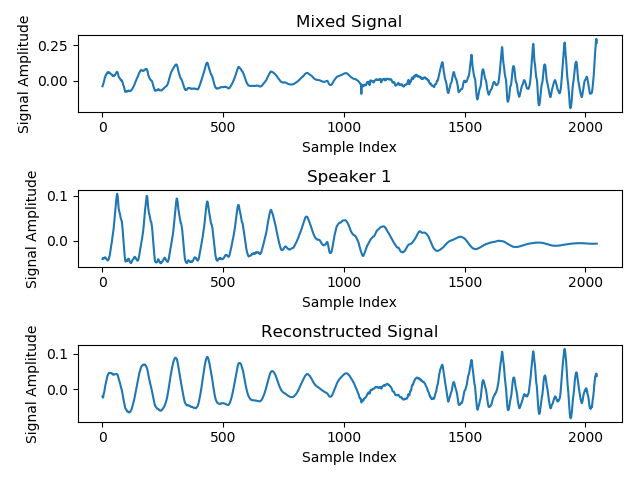 Mixed Signal
Signal Amplitude
0.25
0.00
0 500 1000 1500 2000
Sample Index
Speaker 1
Signal Amplitude
0.1
0.0
0 500 1000 1500 2000
Sample Index
Reconstructed Signal
Signal Amplitude
0.1
0.0
0 500 1000 1500 2000
Sample Index